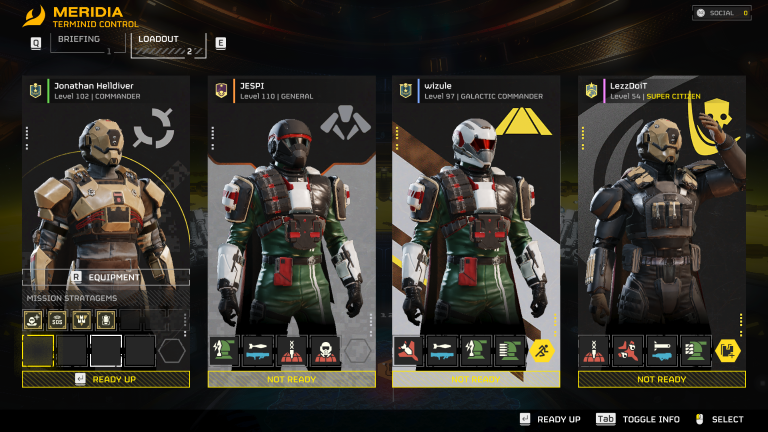 MERIDIA
TERMINID CONTROL
SOCIAL 0
Q
BRIEFING
1
LOADOUT
2
E
Jonathan Helldiver
Level 102 | COMMANDER
JESPI
Level 110 | GENERAL
wizule
Level 97 | GALACTIC COMMANDER
LezzDoIT
Level 54 | SUPER CITIZEN
R EQUIPMENT
MISSION STRATAGEMS
SOS
READY UP
NOT READY
NOT READY
NOT READY
READY UP
Tab TOGGLE INFO
SELECT